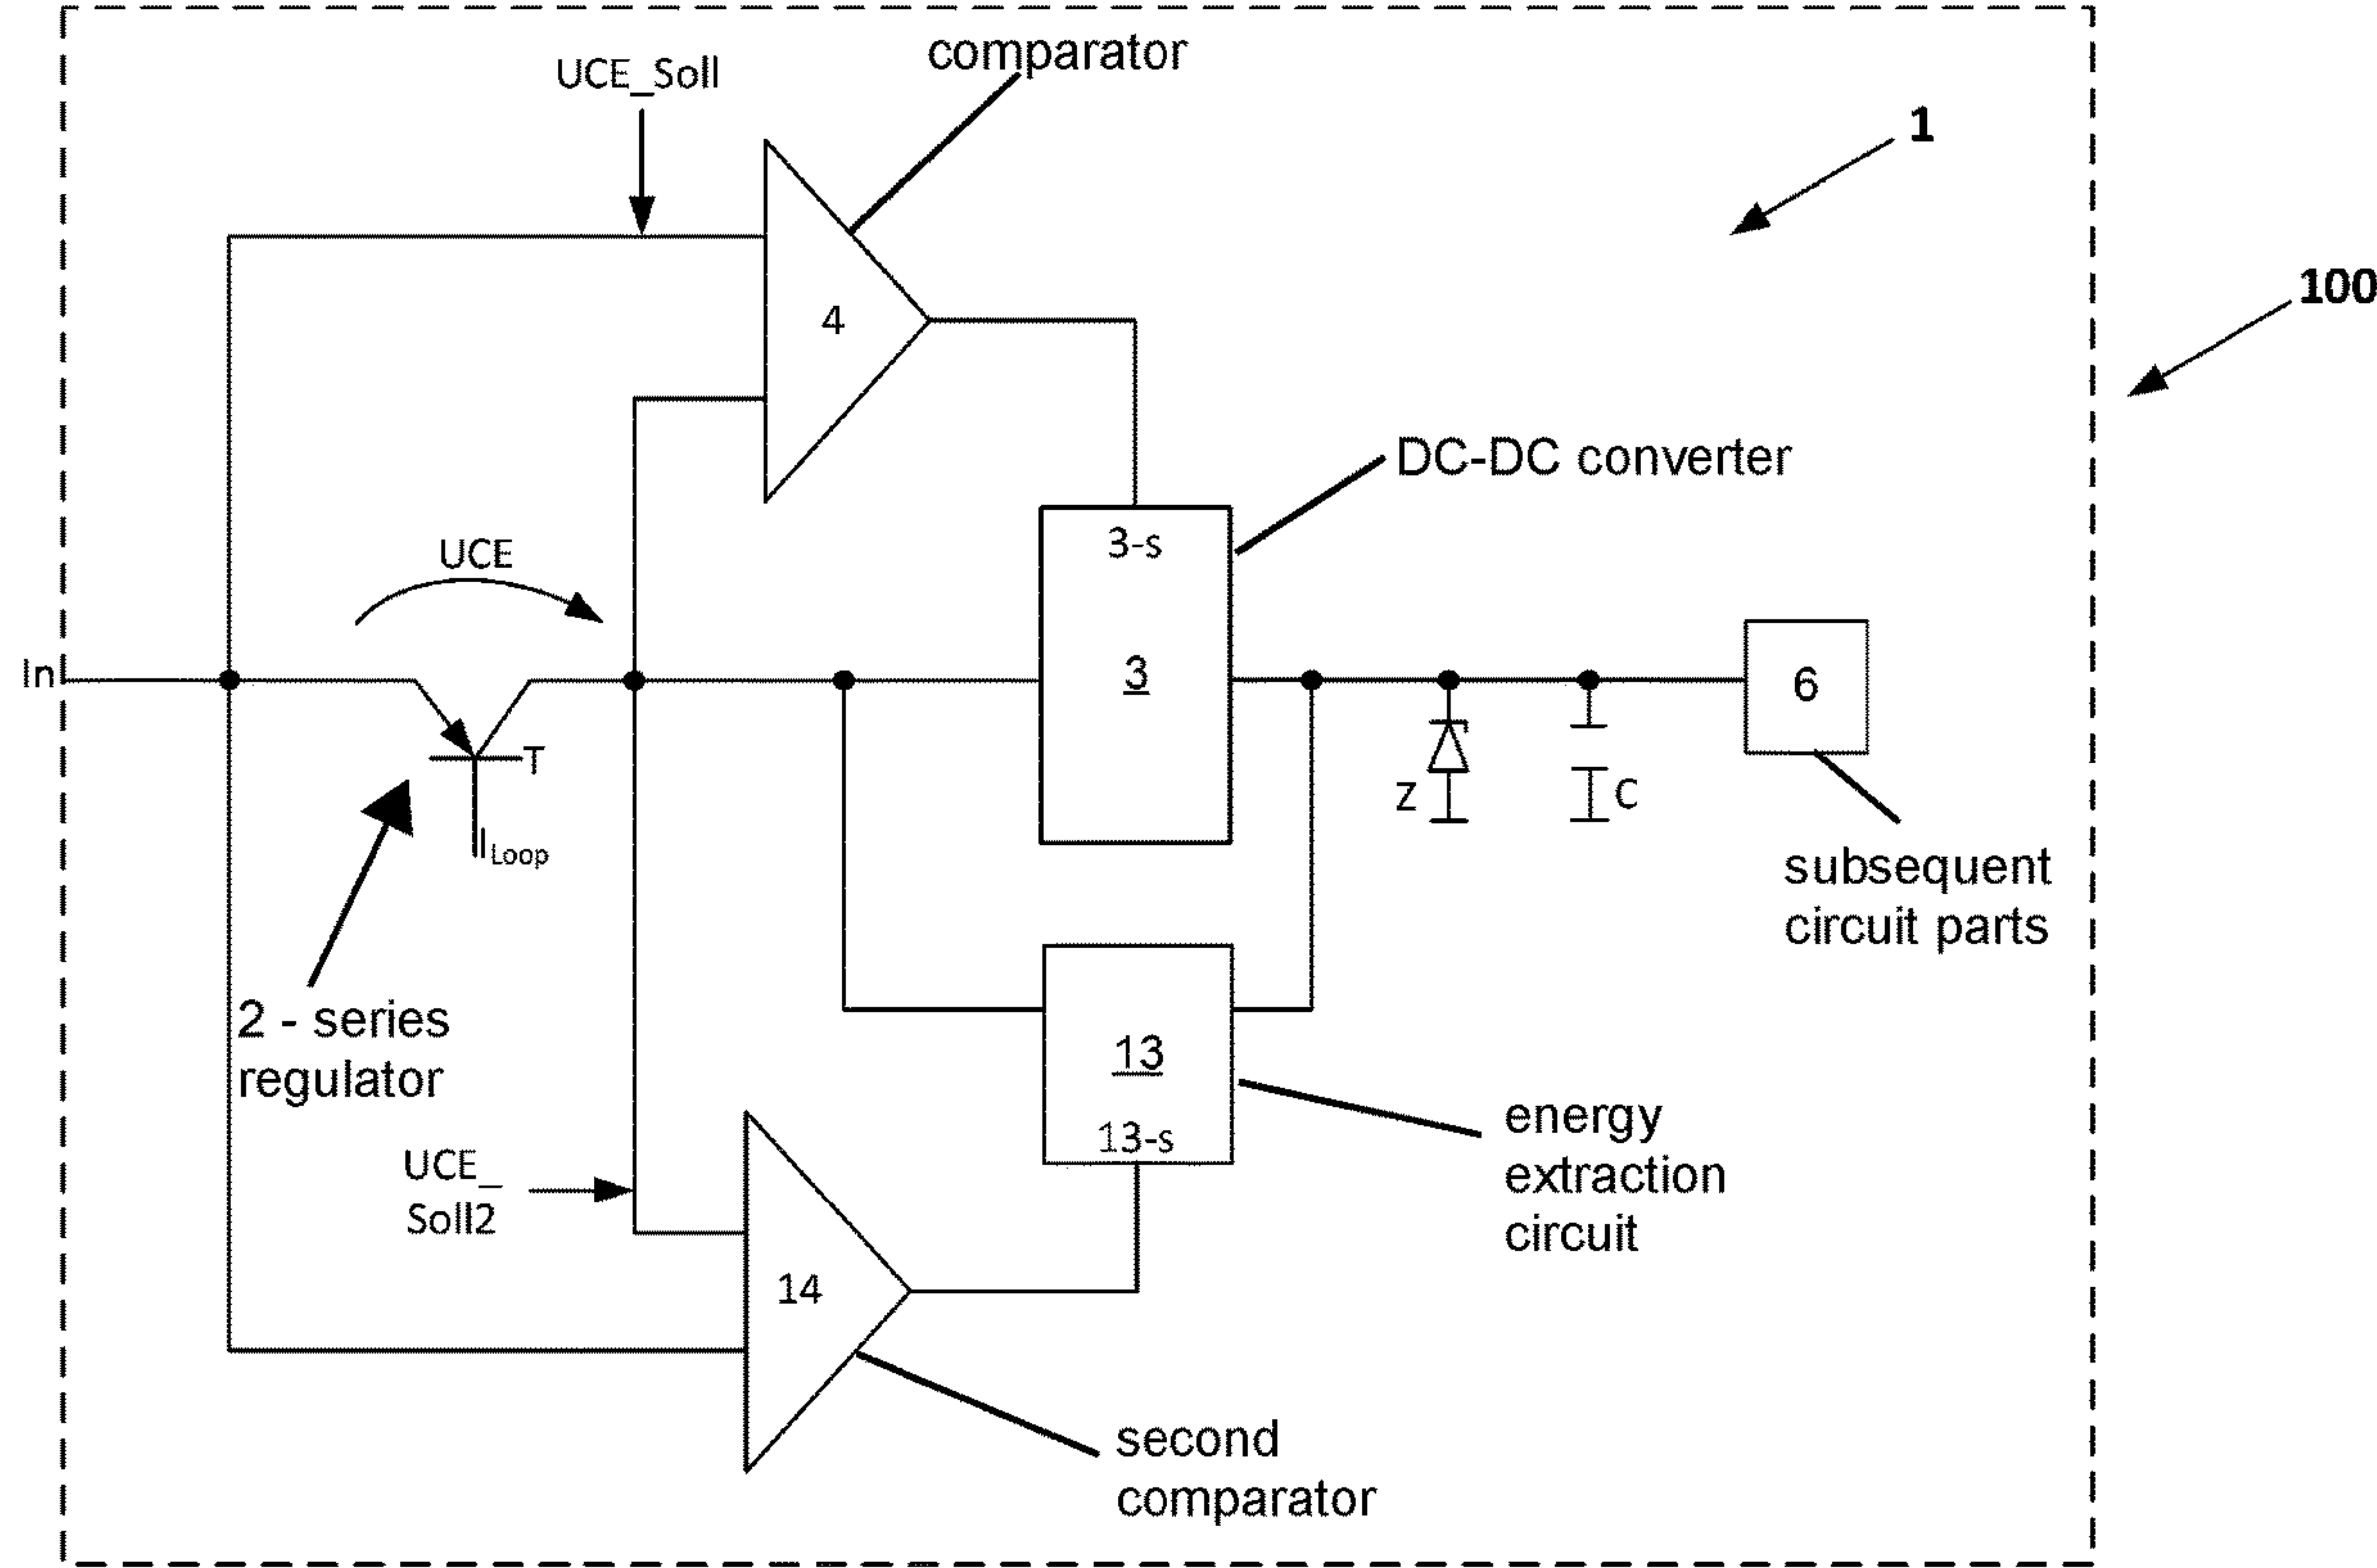 comparator
UCE_Soll
1
100
4
DC-DC converter
3-s
UCE
In
3
6
T
Z
C
I Loop
subsequent
circuit parts
2 - series
regulator
13
13-s
energy
extraction
circuit
UCE_
Soll2
14
second
comparator